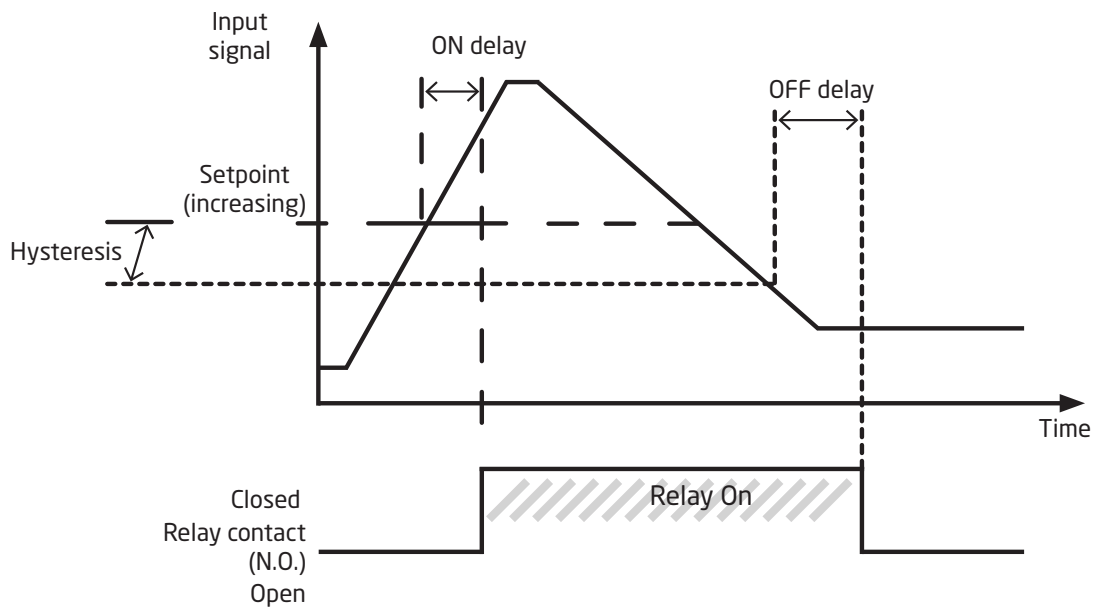 Input
signal
ON delay
OFF delay
Setpoint
(increasing)
Hysteresis
Time
Closed
Relay contact
(N.O.)
Open
Relay On